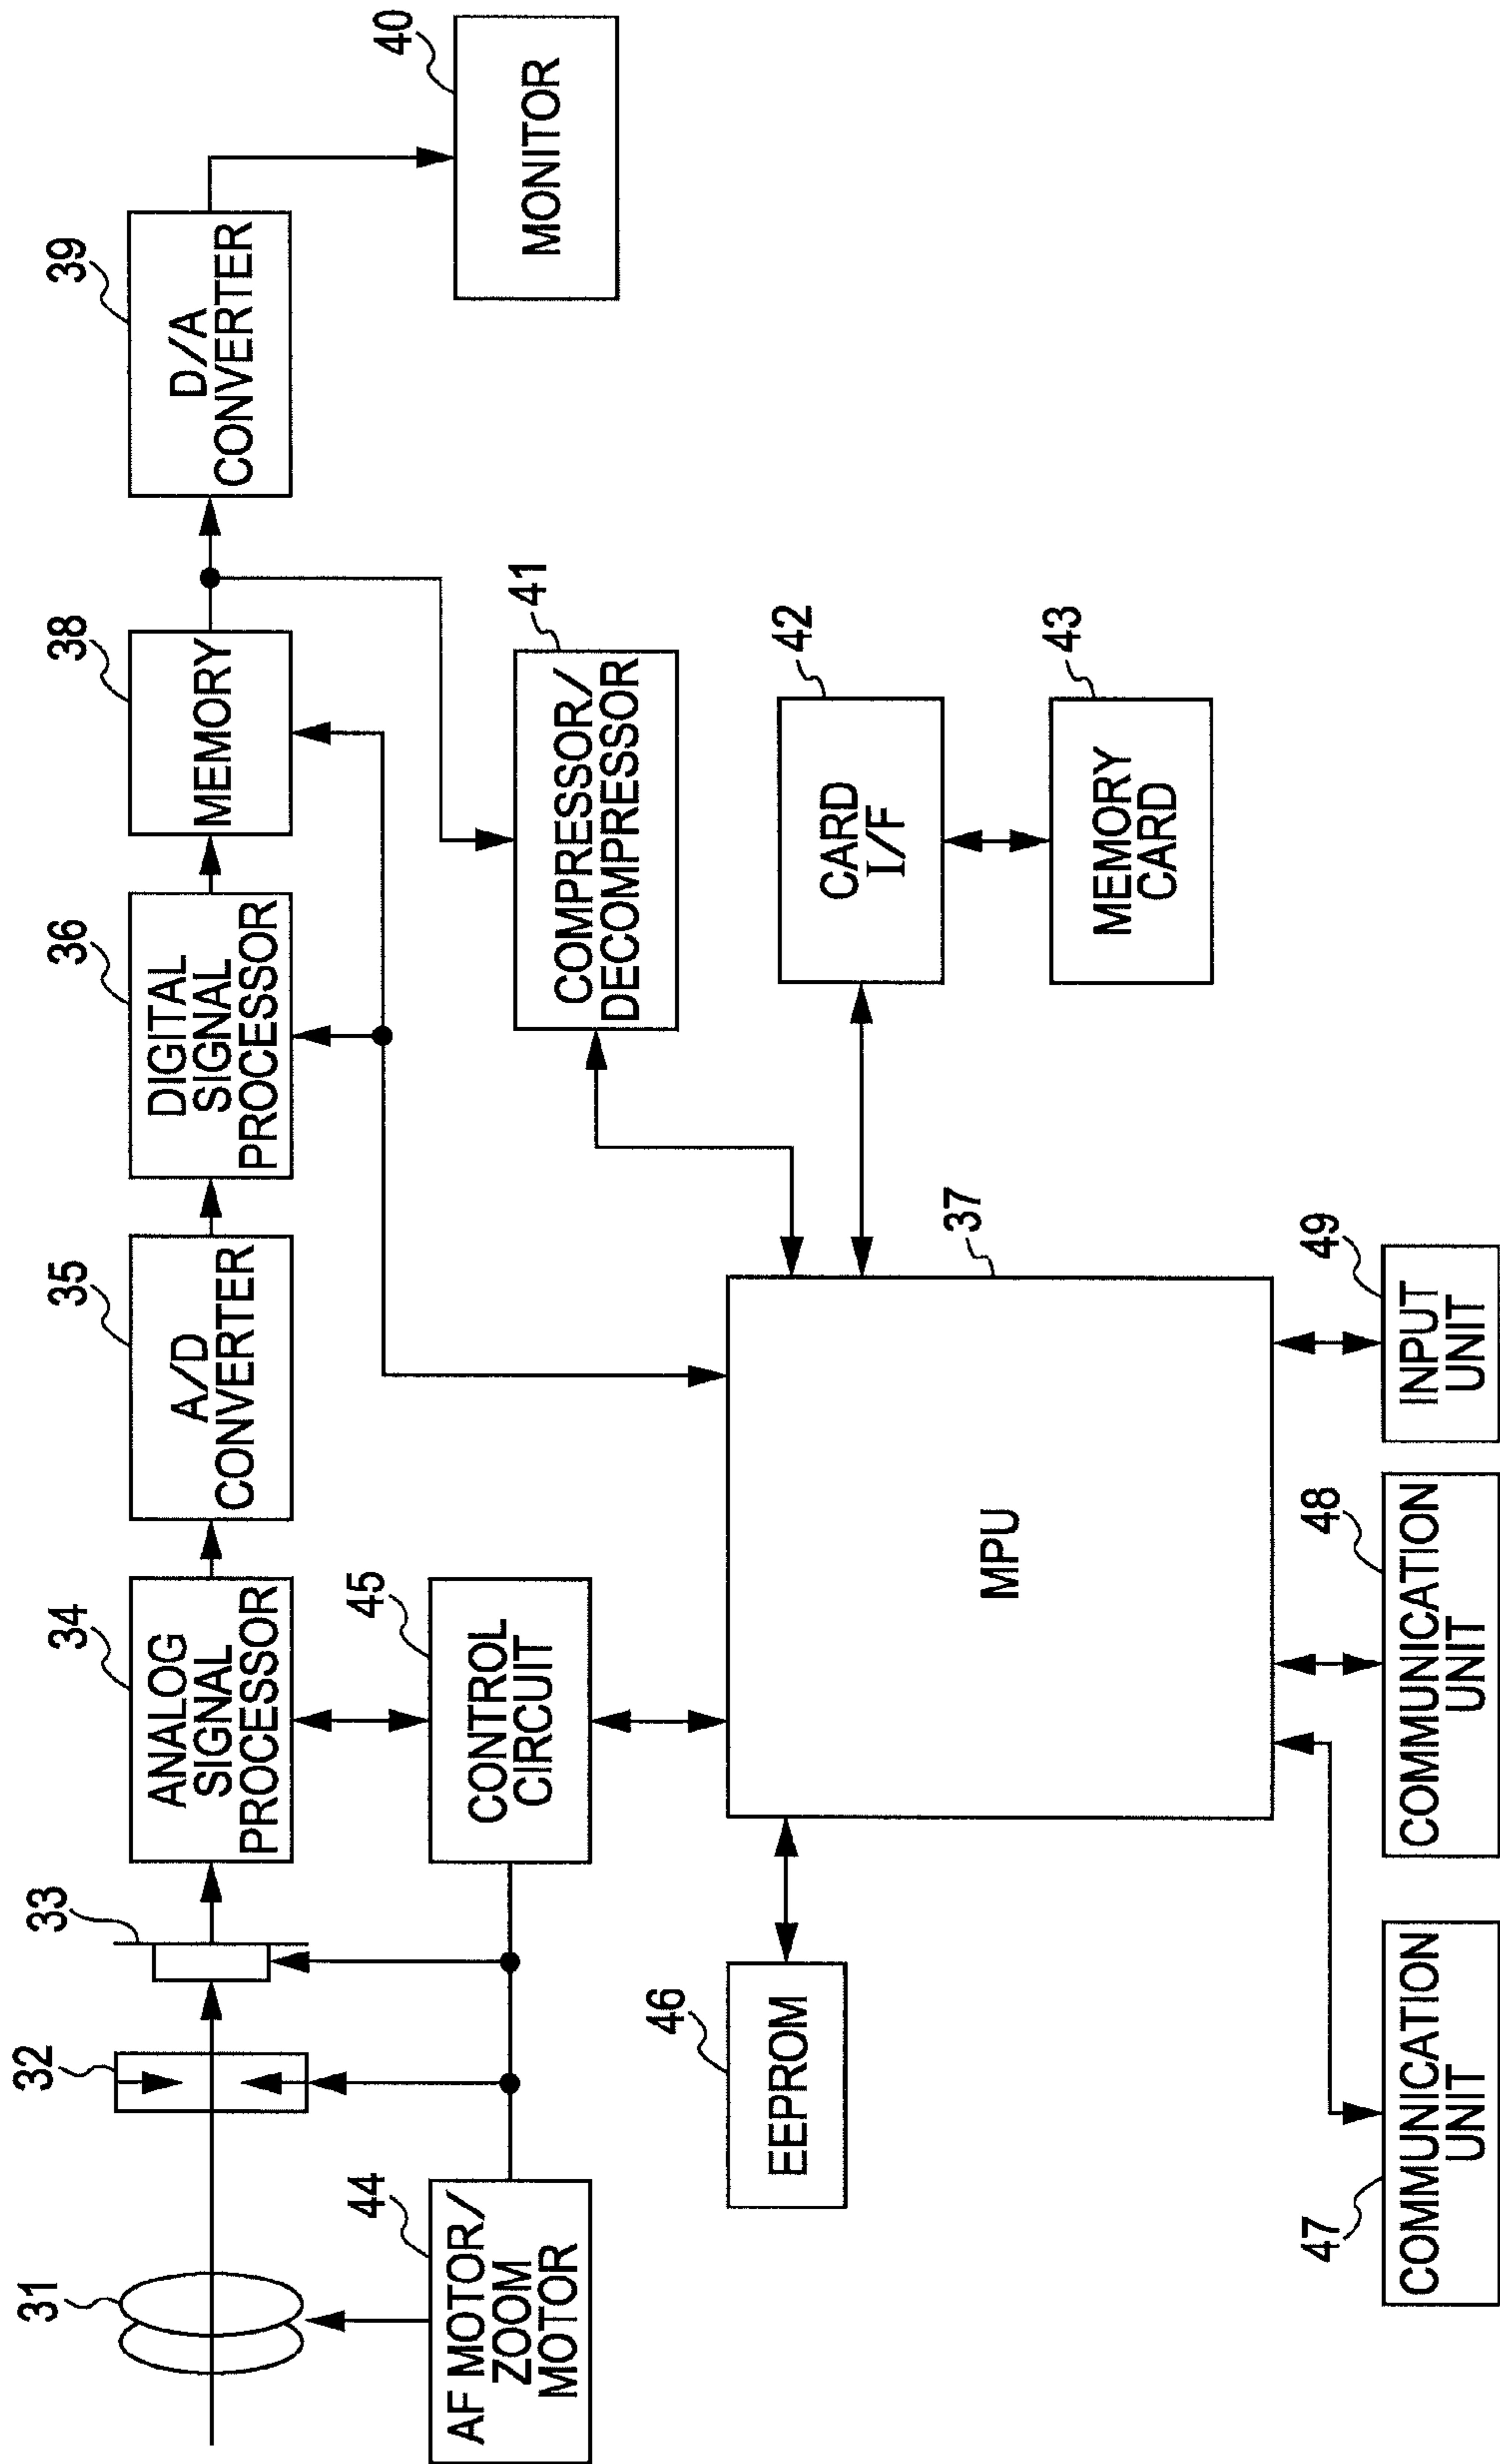 31
32
33
34
ANALOG
SIGNAL
PROCESSOR
35
A/D
CONVERTER
36
DIGITAL
SIGNAL
PROCESSOR
38
MEMORY
39
D/A
CONVERTER
40
MONITOR
44
AF MOTOR/
ZOOM
MOTOR
45
CONTROL
CIRCUIT
41
COMPRESSOR/
DECOMPRESSOR
46
EEPROM
37
MPU
42
CARD
I/F
43
MEMORY
CARD
47
COMMUNICATION
UNIT
48
COMMUNICATION
UNIT
49
INPUT
UNIT